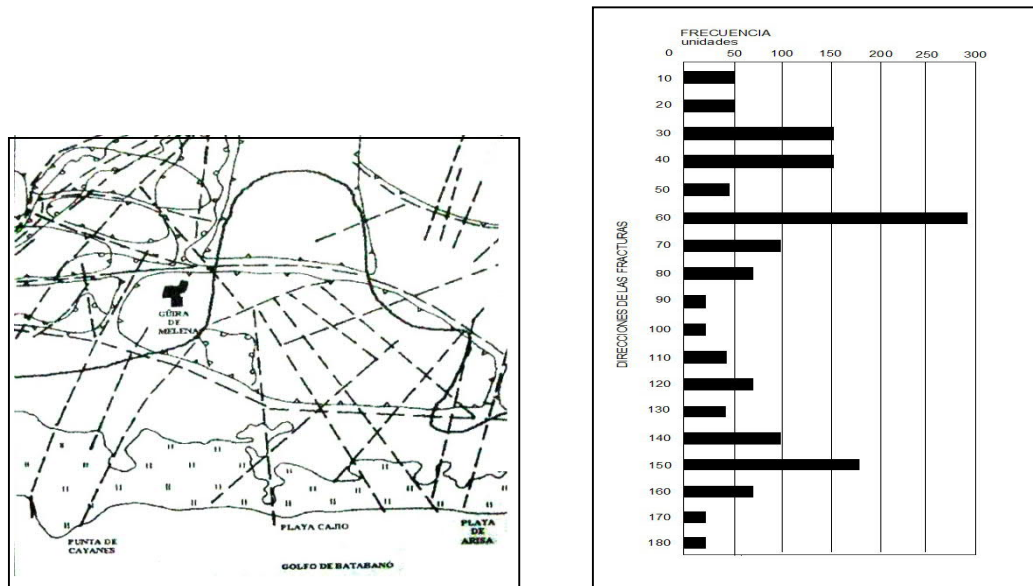 GÜIRA
DE
MELENA
PUNTA DE
CAYANES
PLAYA CAJIO
PLAYA
DE
ARISA
GOLFO DE BATABANÓ
FRECUENCIA
unidades
0 50 100 150 200 250 300
DIRECCIONES DE LAS FRACTURAS
10
20
30
40
50
60
70
80
90
100
110
120
130
140
150
160
170
180